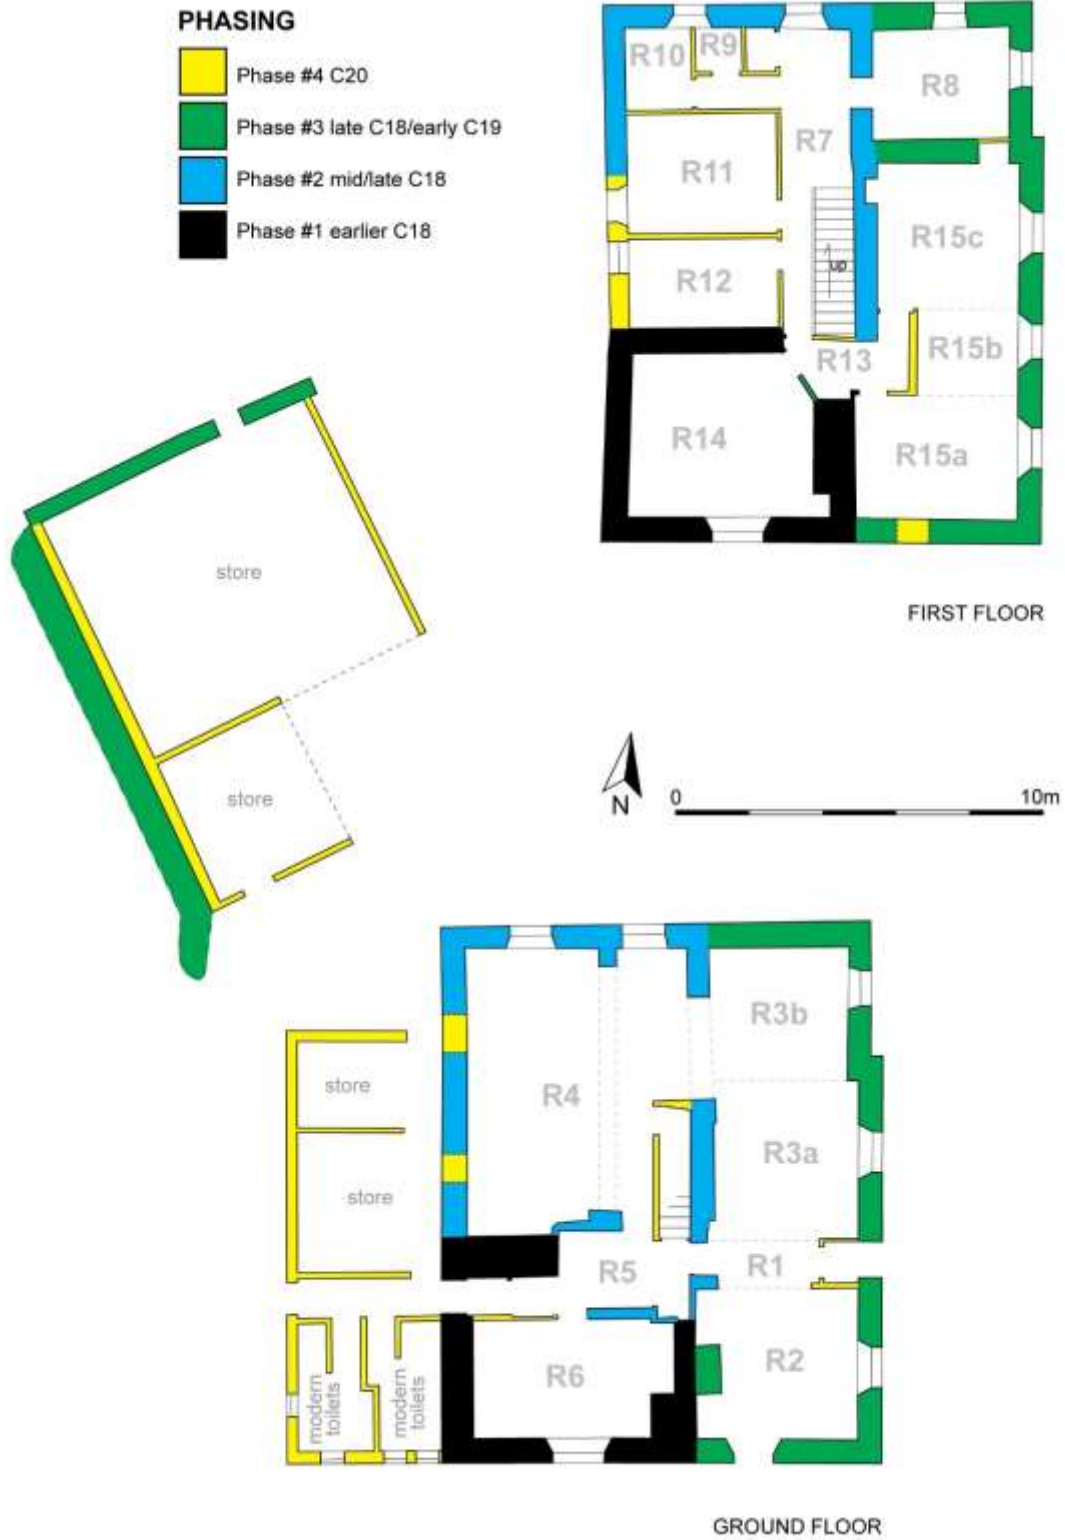 PHASING
Phase #4 C20
Phase #3 late C18/early C19
Phase #2 mid/late C18
Phase #1 earlier C18
R10
R9
R8
R7
R11
R15c
up
R12
R15b
R13
R14
R15a
FIRST FLOOR
store
store
N
0
10m
R3b
store
R4
R3a
store
R1
R5
R2
R6
modern
toilets
modern
toilets
GROUND FLOOR